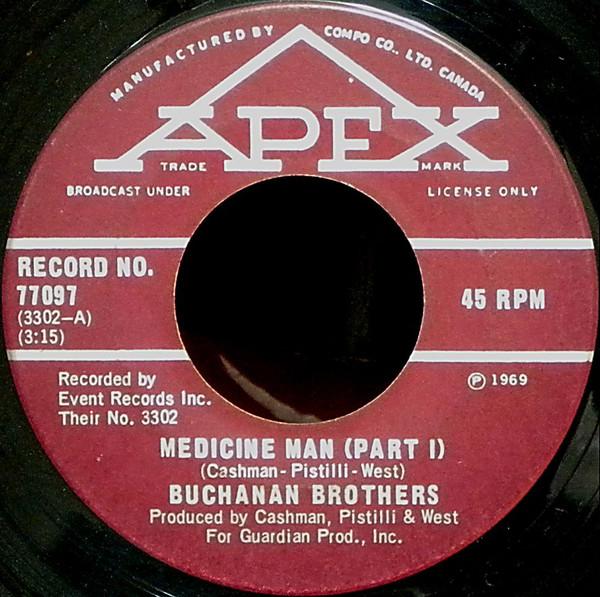 MANUFACTURED BY COMPO CO., LTD. CANADA
APEX
TRADE MARK
BROADCAST UNDER LICENSE ONLY
RECORD NO.
77097
(3302-A)
(3:15)
45 RPM
Recorded by
Event Records Inc.
Their No. 3302
℗ 1969
MEDICINE MAN (PART I)
(Cashman-Pistilli-West)
BUCHANAN BROTHERS
Produced by Cashman, Pistilli & West
For Guardian Prod., Inc.